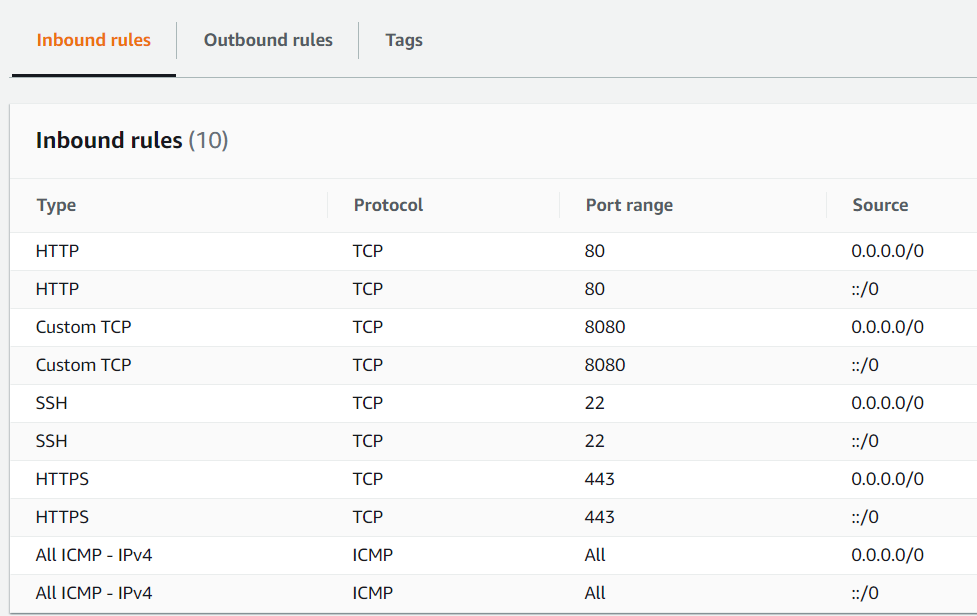 Inbound rules Outbound rules Tags
Inbound rules (10)
Type Protocol Port range Source
HTTP TCP 80 0.0.0.0/0
HTTP TCP 80 ::/0
Custom TCP TCP 8080 0.0.0.0/0
Custom TCP TCP 8080 ::/0
SSH TCP 22 0.0.0.0/0
SSH TCP 22 ::/0
HTTPS TCP 443 0.0.0.0/0
HTTPS TCP 443 ::/0
All ICMP - IPv4 ICMP All 0.0.0.0/0
All ICMP - IPv4 ICMP All ::/0